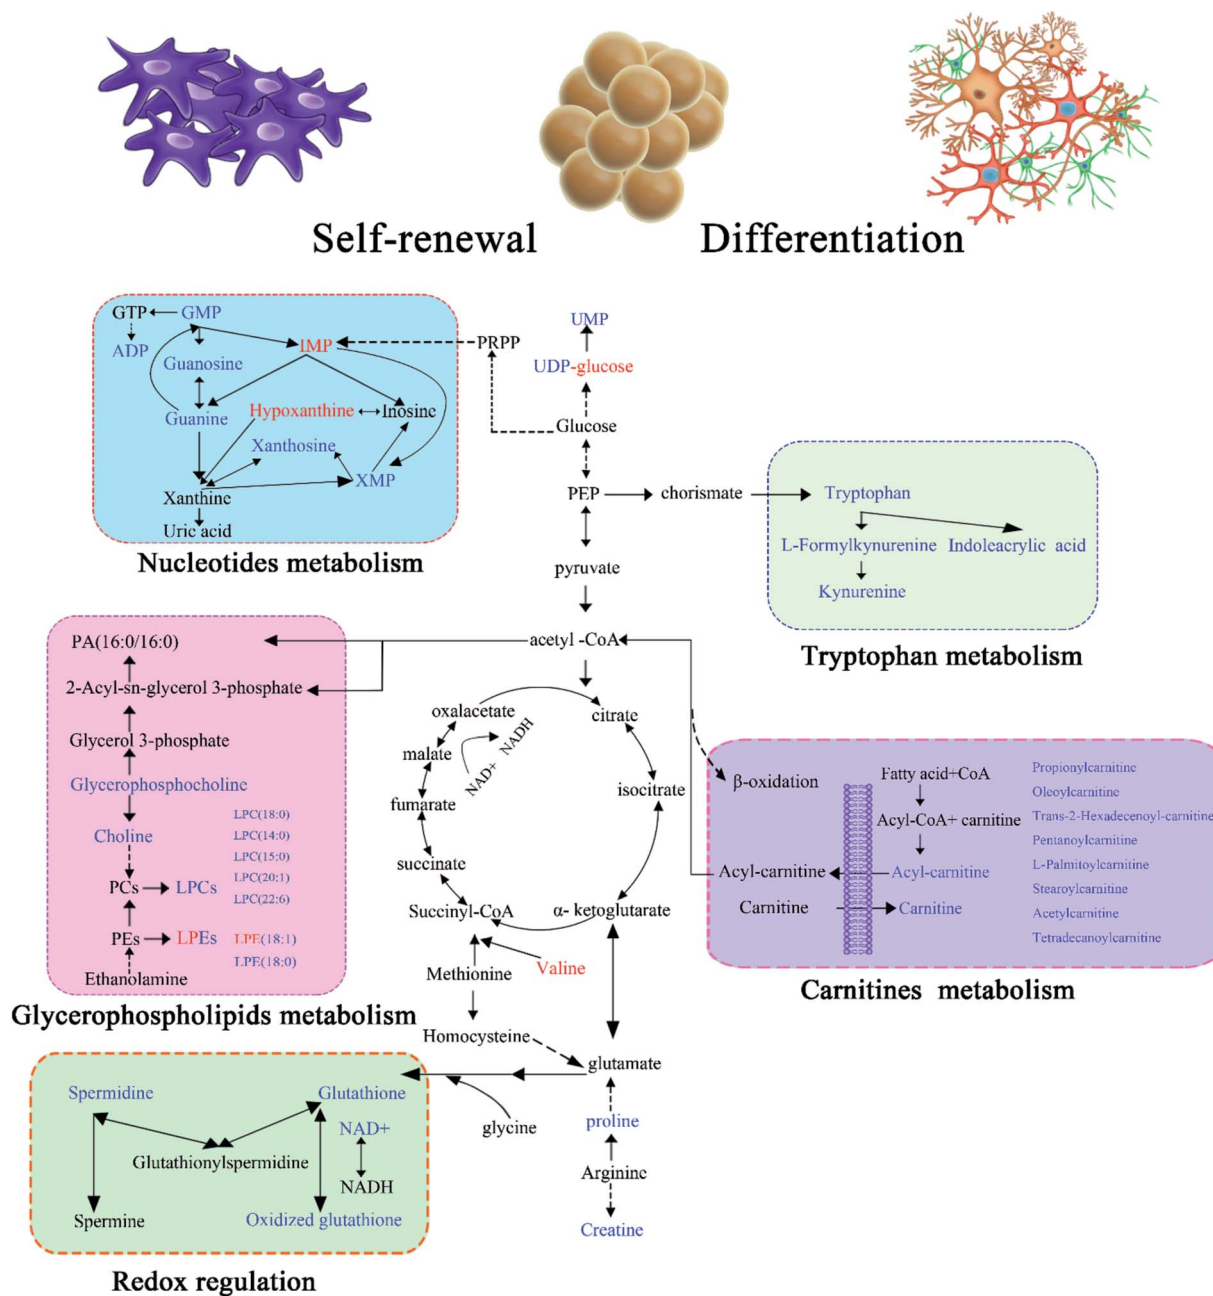 Self-renewal
Differentiation
GTP
GMP
ADP
Guanosine
IMP
Guanine
Hypoxanthine
Inosine
Xanthosine
XMP
Xanthine
Uric acid
Nucleotides metabolism
PRPP
UMP
UDP-glucose
Glucose
PEP
chorismate
pyruvate
acetyl -CoA
Tryptophan
L-Formylkynurenine
Indoleacrylic acid
Kynurenine
Tryptophan metabolism
PA(16:0/16:0)
2-Acyl-sn-glycerol 3-phosphate
Glycerol 3-phosphate
Glycerophosphocholine
Choline
PCs
LPCs
PEs
LPEs
Ethanolamine
LPC(18:0)
LPC(14:0)
LPC(15:0)
LPC(20:1)
LPC(22:6)
LPE(18:1)
LPE(18:0)
Glycerophospholipids metabolism
oxalacetate
citrate
malate
NAD+
NADH
isocitrate
fumarate
succinate
Succinyl-CoA
α- ketoglutarate
Methionine
Valine
Homocysteine
glutamate
glycine
proline
Arginine
Creatine
β-oxidation
Fatty acid+CoA
Acyl-CoA+ carnitine
Acyl-carnitine
Acyl-carnitine
Carnitine
Carnitine
Propionylcarnitine
Oleoylcarnitine
Trans-2-Hexadecenoyl-carnitine
Pentanoylcarnitine
L-Palmitoylcarnitine
Stearoylcarnitine
Acetylcarnitine
Tetradecanoylcarnitine
Carnitines metabolism
Spermidine
Glutathione
NAD+
Glutathionylspermidine
NADH
Spermine
Oxidized glutathione
Redox regulation